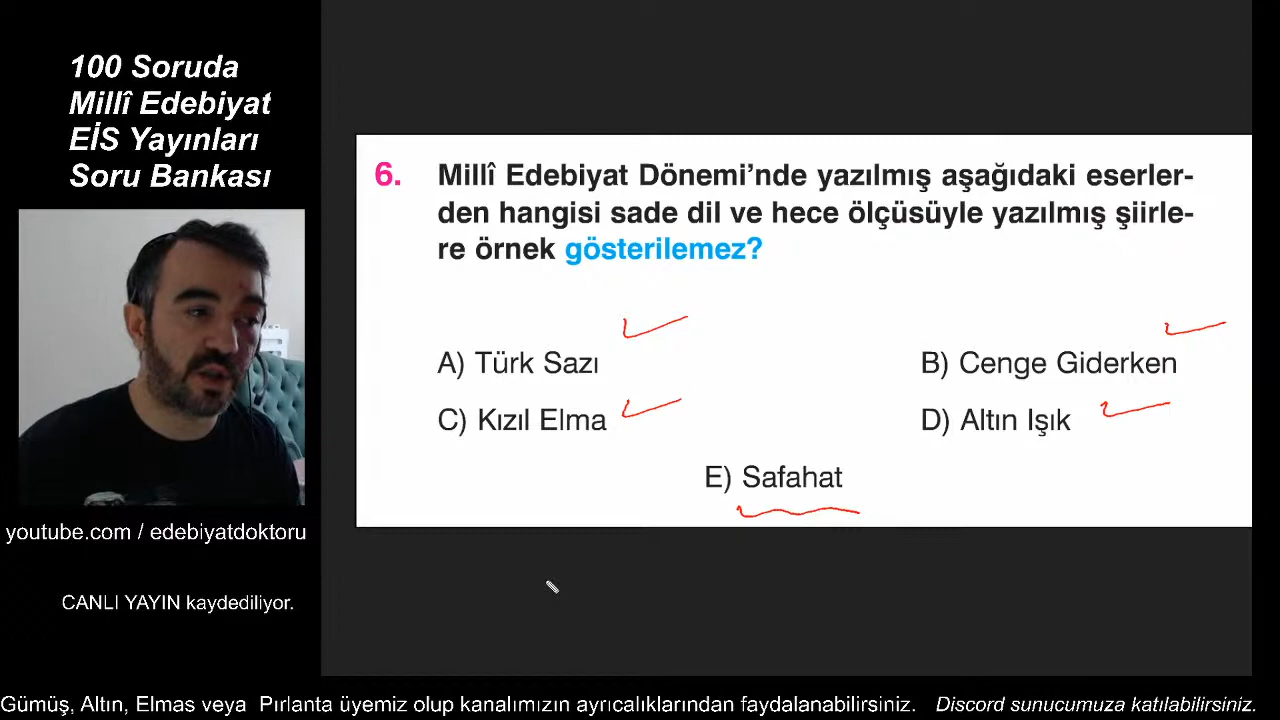 100 Soruda
Millî Edebiyat
EİS Yayınları
Soru Bankası
youtube.com / edebiyatdoktoru
CANLI YAYIN kaydediliyor.
6. Millî Edebiyat Dönemi’nde yazılmış aşağıdaki eserler-
den hangisi sade dil ve hece ölçüsüyle yazılmış şiirle-
re örnek gösterilemez?
A) Türk Sazı
B) Cenge Giderken
C) Kızıl Elma
D) Altın Işık
E) Safahat
Gümüş, Altın, Elmas veya Pırlanta üyemiz olup kanalımızın ayrıcalıklarından faydalanabilirsiniz. Discord sunucumuza katılabilirsiniz.